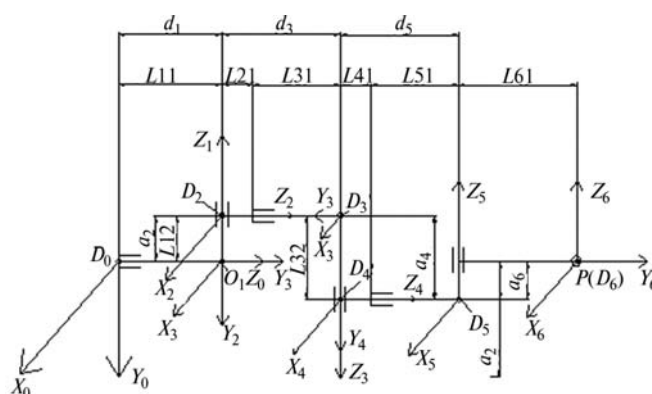 d1 d3 d5
L11 L21 L31 L41 L51 L61
Z1 Z5 Z6
D2 Z2 Y3 D3
a2 L12 X3
D0 L32 a4
X2 O1 Z0 Y3 D4 Z4 a6 P(D6) Y6
X3 Y2 D5 X6
X0 Y0 X4 Y4 Z3 X5 a2